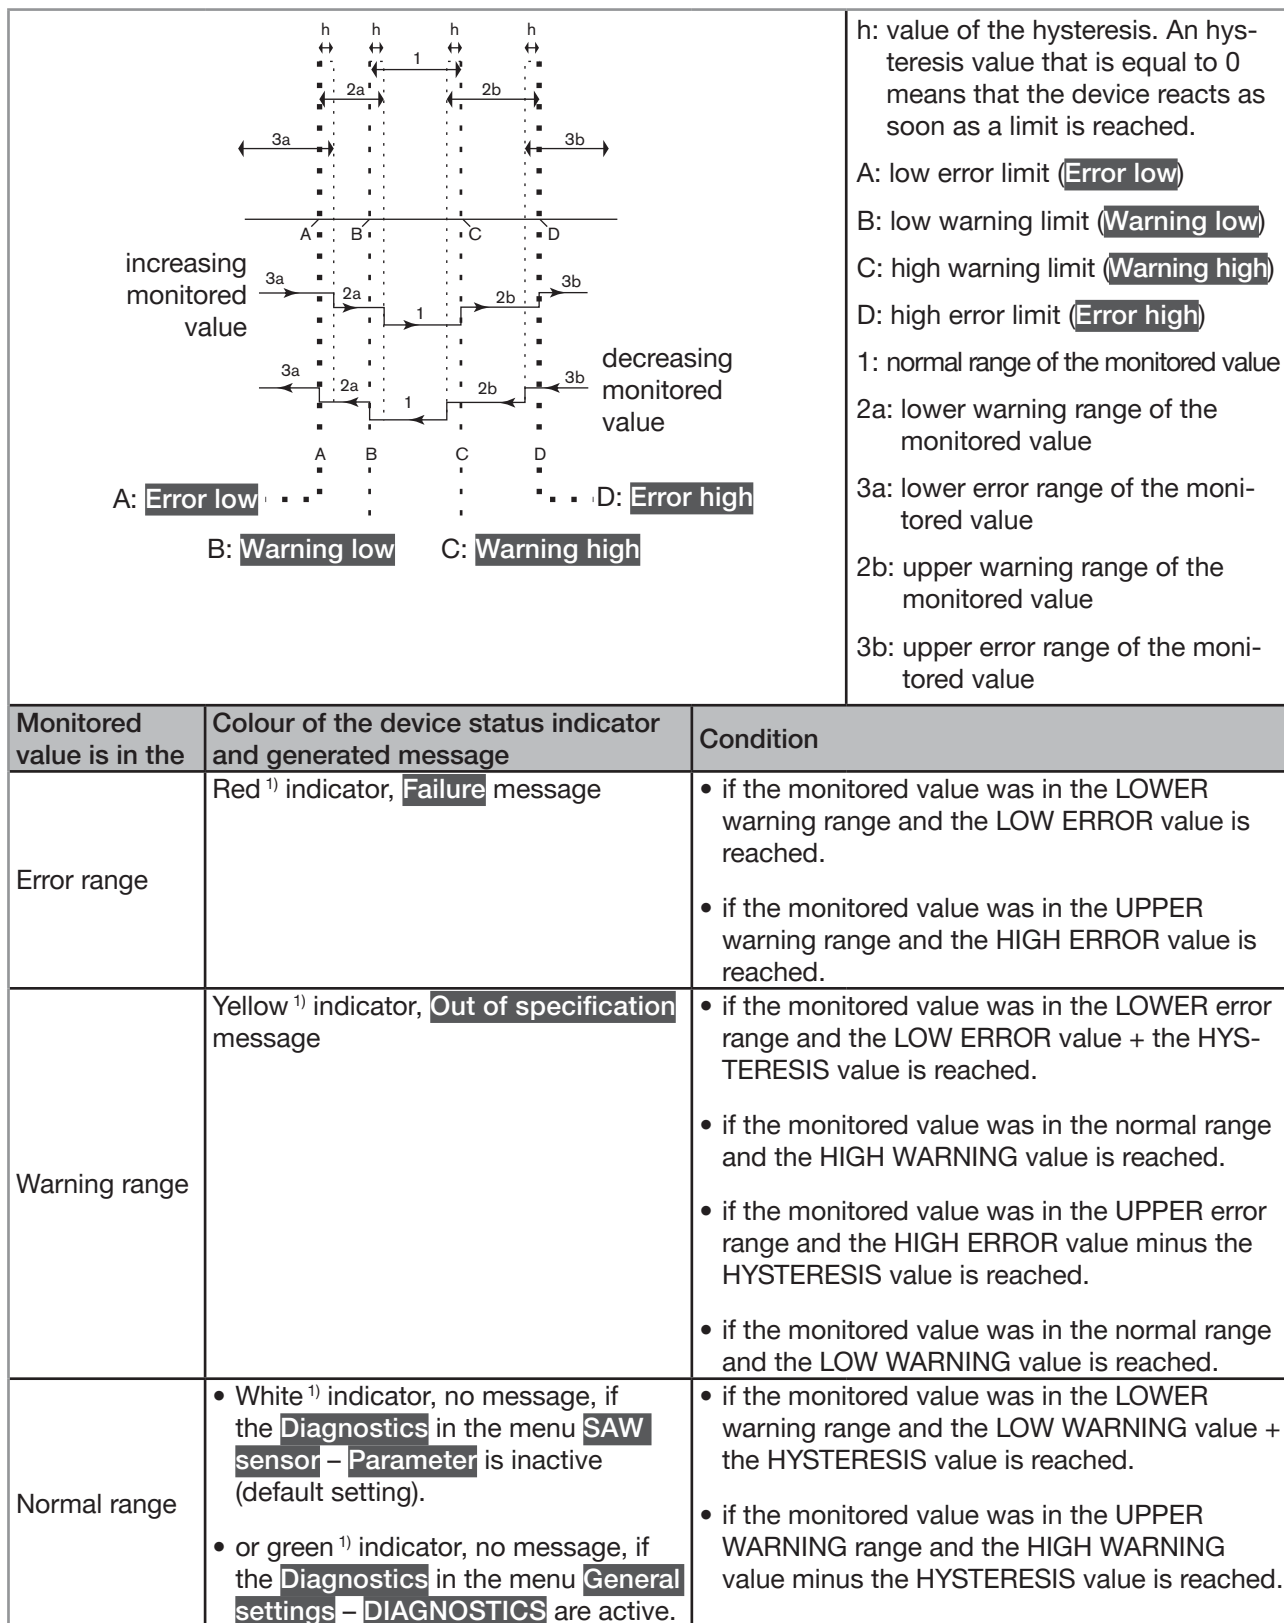 h h h h
1
2a 2b
3a 3b
A B C D
increasing
monitored
value
3a 2a 1 2b 3b
decreasing
monitored
value
3a 2a 1 2b 3b
A B C D
A: Error low
D: Error high
B: Warning low
C: Warning high
h: value of the hysteresis. An hys-
teresis value that is equal to 0
means that the device reacts as
soon as a limit is reached.
A: low error limit (Error low)
B: low warning limit (Warning low)
C: high warning limit (Warning high)
D: high error limit (Error high)
1: normal range of the monitored value
2a: lower warning range of the
monitored value
3a: lower error range of the moni-
tored value
2b: upper warning range of the
monitored value
3b: upper error range of the moni-
tored value
Monitored
value is in the
Colour of the device status indicator
and generated message
Condition
Error range
Red 1) indicator, Failure message
• if the monitored value was in the LOWER
warning range and the LOW ERROR value is
reached.
• if the monitored value was in the UPPER
warning range and the HIGH ERROR value is
reached.
Warning range
Yellow 1) indicator, Out of specification
message
• if the monitored value was in the LOWER error
range and the LOW ERROR value + the HYS-
TERESIS value is reached.
• if the monitored value was in the normal range
and the HIGH WARNING value is reached.
• if the monitored value was in the UPPER error
range and the HIGH ERROR value minus the
HYSTERESIS value is reached.
• if the monitored value was in the normal range
and the LOW WARNING value is reached.
Normal range
• White 1) indicator, no message, if
the Diagnostics in the menu SAW
sensor – Parameter is inactive
(default setting).
• or green 1) indicator, no message, if
the Diagnostics in the menu General
settings – DIAGNOSTICS are active.
• if the monitored value was in the LOWER
warning range and the LOW WARNING value +
the HYSTERESIS value is reached.
• if the monitored value was in the UPPER
WARNING range and the HIGH WARNING
value minus the HYSTERESIS value is reached.